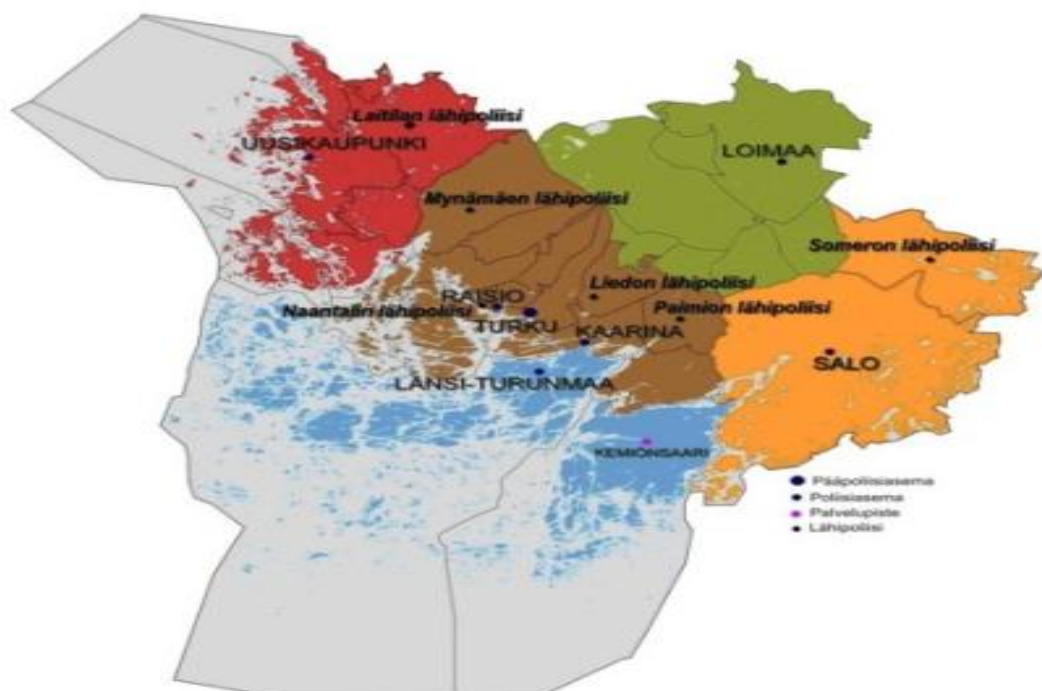 Laitilan lähipoliisi
UUSIKAUPUNKI
LOIMAA
Mynämäen lähipoliisi
Someron lähipoliisi
Liedon lähipoliisi
RAISIO
Naantalin lähipoliisi
Paimion lähipoliisi
TURKU
KAARINA
SALO
LÄNSI-TURUNMAA
KEMIÖNSAARI
Pääpoliisiasema
Poliisiasema
Palvelupiste
Lähipoliisi